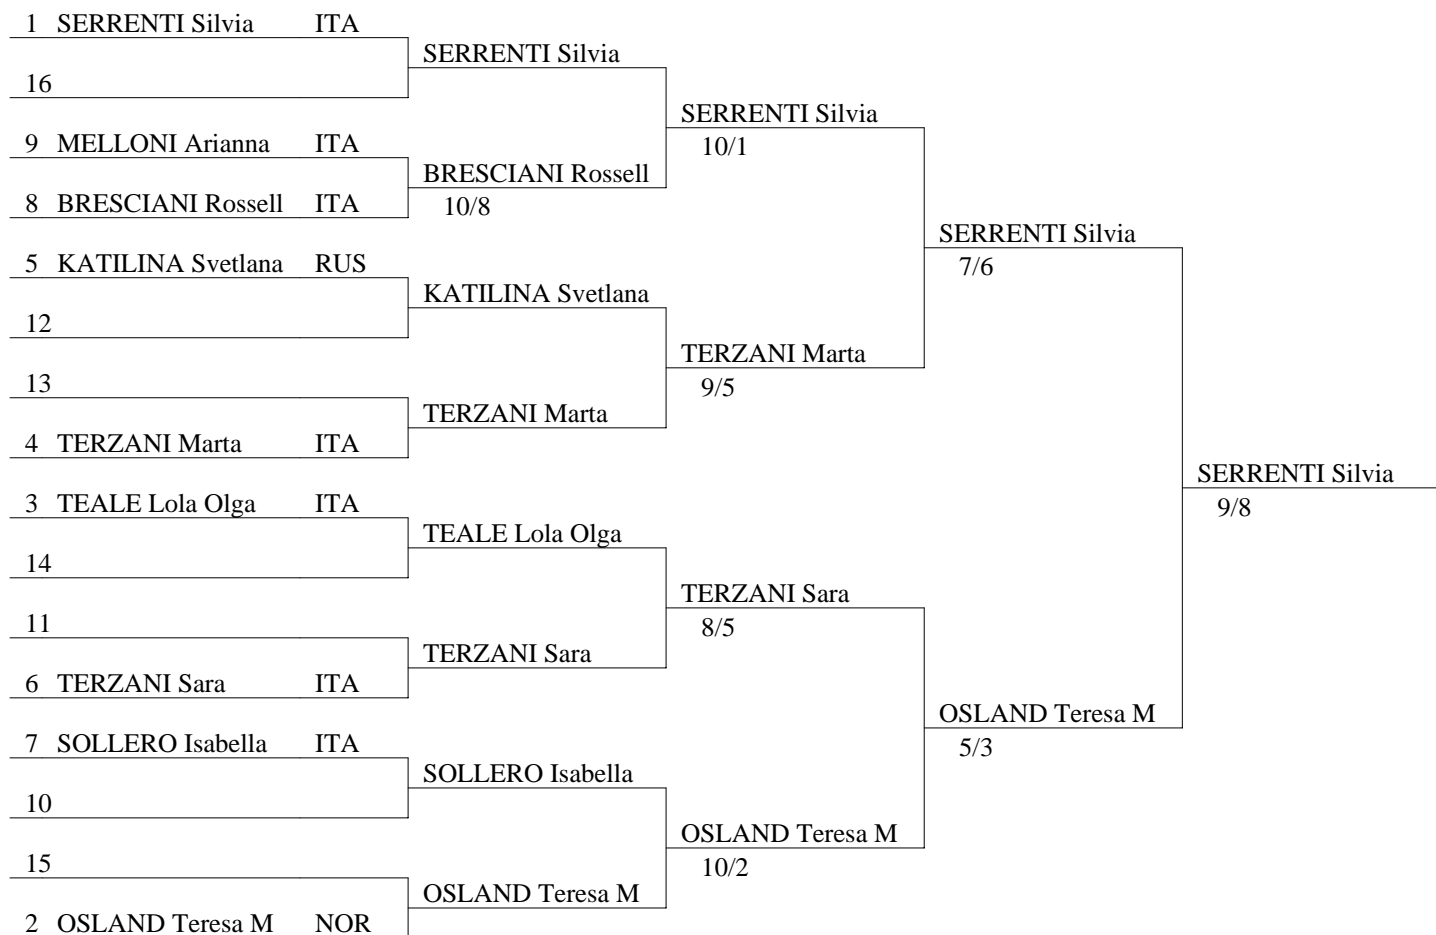 1 SERRENTI Silvia ITA
SERRENTI Silvia
16
SERRENTI Silvia
10/1
9 MELLONI Arianna ITA
BRESCIANI Rossell
10/8
8 BRESCIANI Rossell ITA
SERRENTI Silvia
7/6
5 KATILINA Svetlana RUS
KATILINA Svetlana
12
TERZANI Marta
9/5
13
TERZANI Marta
4 TERZANI Marta ITA
SERRENTI Silvia
9/8
3 TEALE Lola Olga ITA
TEALE Lola Olga
14
TERZANI Sara
8/5
11
TERZANI Sara
6 TERZANI Sara ITA
OSLAND Teresa M
5/3
7 SOLLERO Isabella ITA
SOLLERO Isabella
10
OSLAND Teresa M
10/2
15
OSLAND Teresa M
2 OSLAND Teresa M NOR